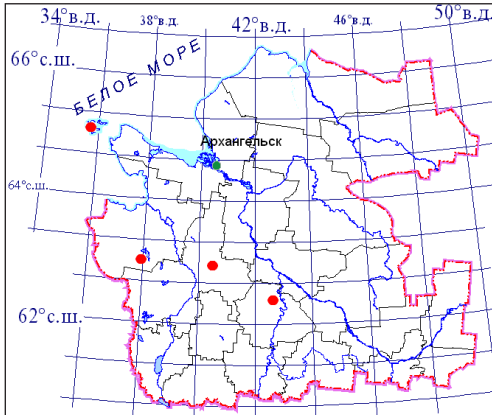 34°в.д.
38°в.д.
42°в.д.
46°в.д.
50°в.д.
66°с.ш.
БЕЛОЕ МОРЕ
Архангельск
64°с.ш.
62°с.ш.